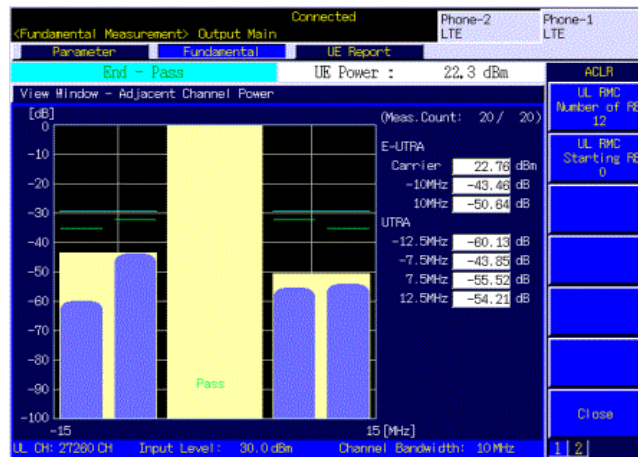 Connected
<Fundamental Measurement> Output Main
Phone-2
LTE
Phone-1
LTE
Parameter
Fundamental
UE Report
End - Pass
UE Power :
22.3 dBm
ACLR
View Window - Adjacent Channel Power
UL RMC
Number of RB
12
UL RMC
Starting RB
0
Close
1 2
[dB]
0
-10
-20
-30
-40
-50
-60
-70
-80
-90
-100
Pass
-15
15 [MHz]
(Meas.Count: 20/ 20)
E-UTRA
Carrier 22.76 dBm
-10MHz -43.46 dB
10MHz -50.64 dB
UTRA
-12.5MHz -60.13 dB
-7.5MHz -43.85 dB
7.5MHz -55.52 dB
12.5MHz -54.21 dB
UL CH: 27260 CH Input Level: 30.0 dBm Channel Bandwidth: 10 MHz